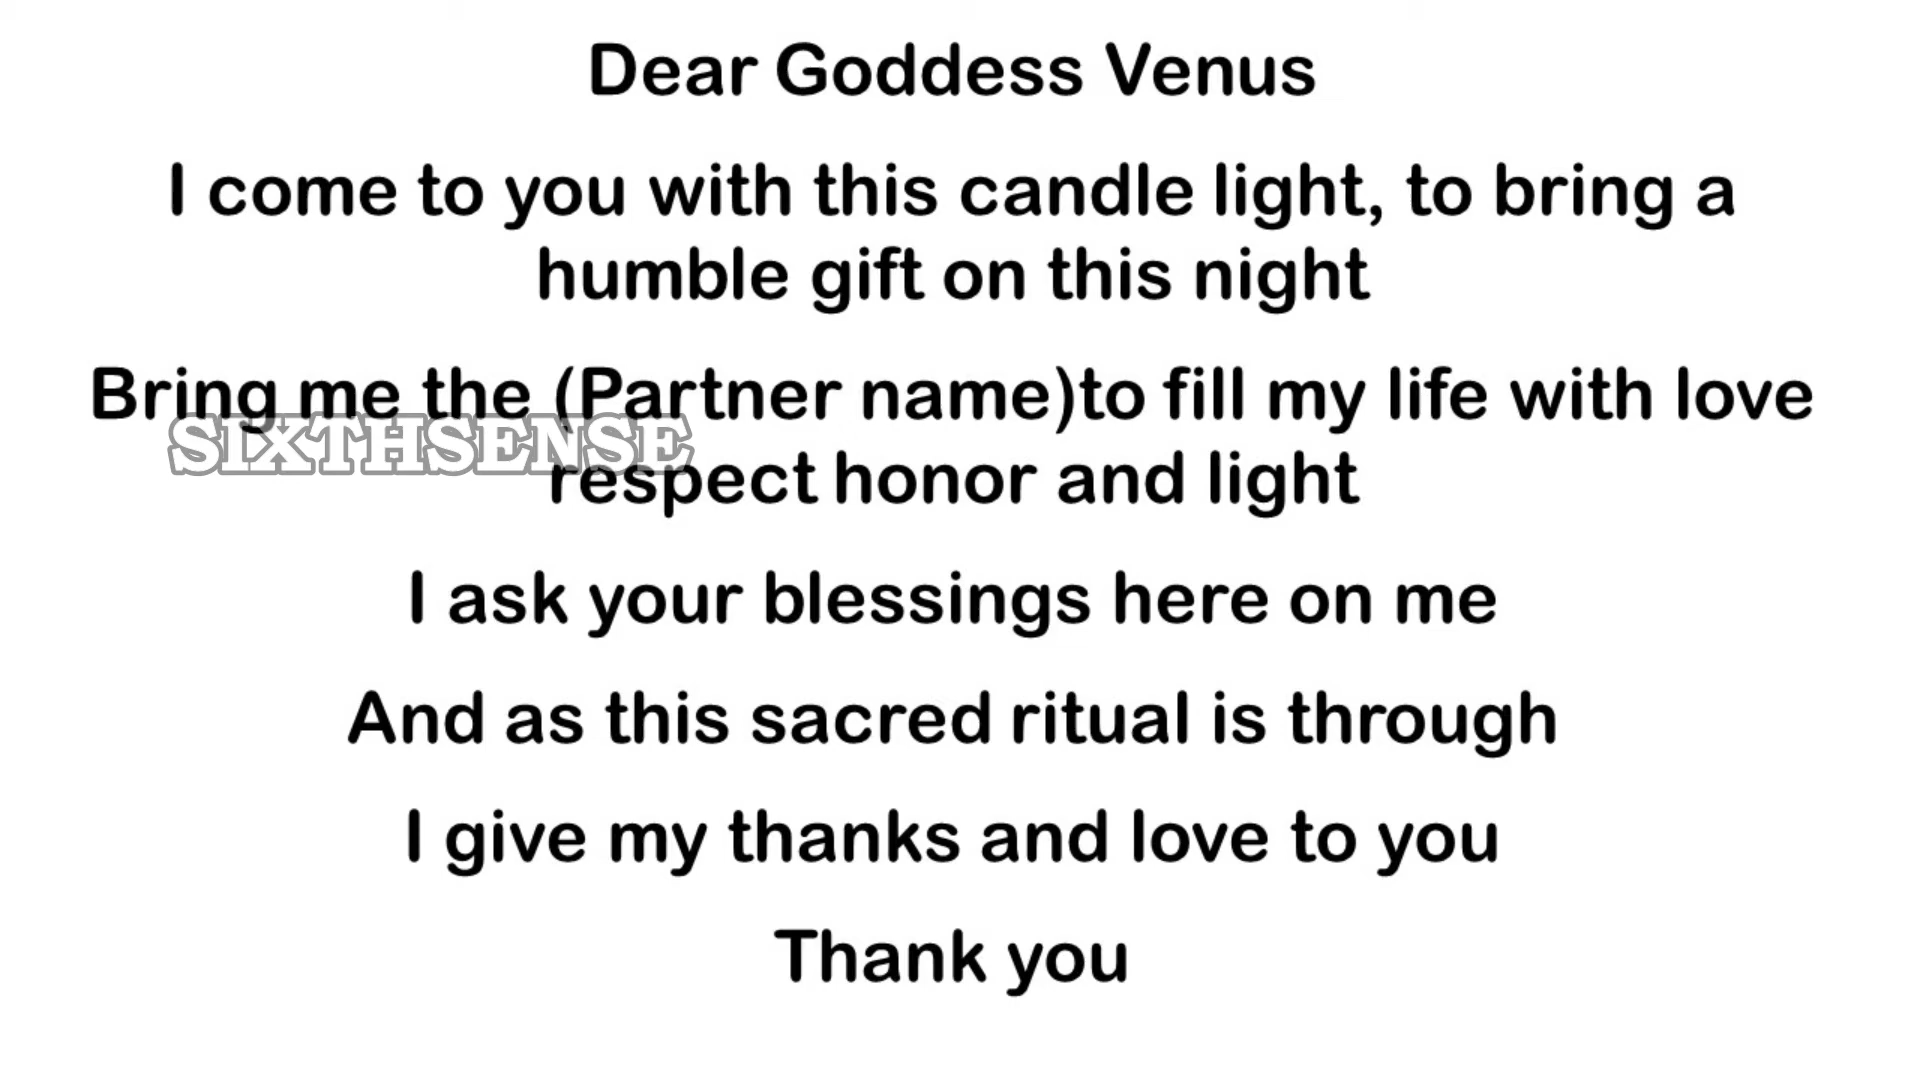 Dear Goddess Venus
I come to you with this candle light, to bring a
humble gift on this night
Bring me the (Partner name)to fill my life with love
SIXTHSENSE
respect honor and light
I ask your blessings here on me
And as this sacred ritual is through
I give my thanks and love to you
Thank you